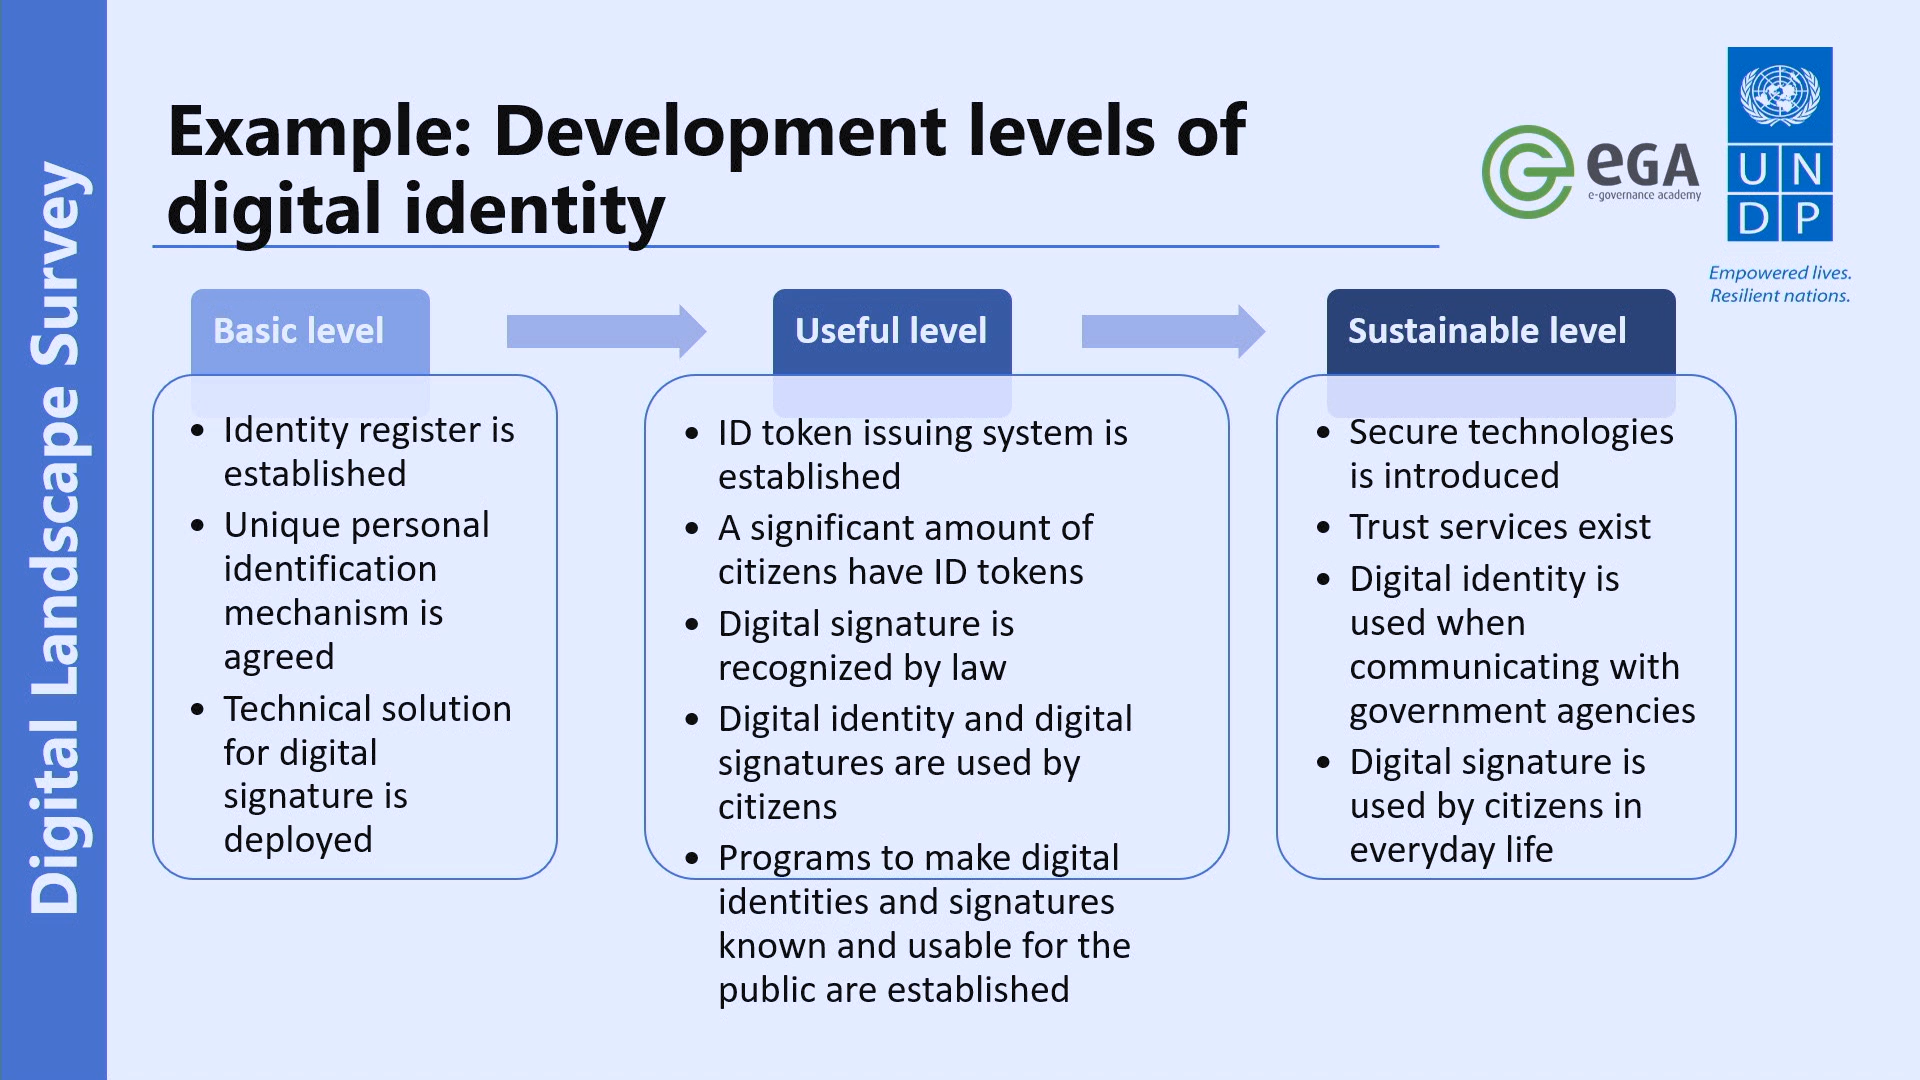 Digital Landscape Survey
Example: Development levels of
digital identity
eGA
e-governance academy
U N
D P
Empowered lives.
Resilient nations.
Basic level
• Identity register is
established
• Unique personal
identification
mechanism is
agreed
• Technical solution
for digital
signature is
deployed
Useful level
• ID token issuing system is
established
• A significant amount of
citizens have ID tokens
• Digital signature is
recognized by law
• Digital identity and digital
signatures are used by
citizens
• Programs to make digital
identities and signatures
known and usable for the
public are established
Sustainable level
• Secure technologies
is introduced
• Trust services exist
• Digital identity is
used when
communicating with
government agencies
• Digital signature is
used by citizens in
everyday life